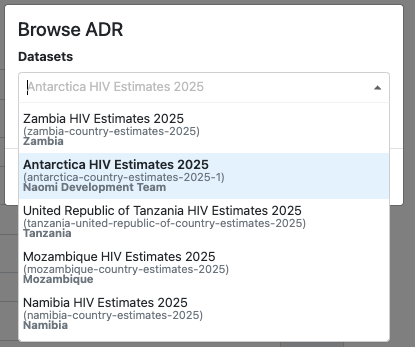 Browse ADR
Datasets
Antarctica HIV Estimates 2025
Zambia HIV Estimates 2025
(zambia-country-estimates-2025)
Zambia
Antarctica HIV Estimates 2025
(antarctica-country-estimates-2025-1)
Naomi Development Team
United Republic of Tanzania HIV Estimates 2025
(tanzania-united-republic-of-country-estimates-2025)
Tanzania
Mozambique HIV Estimates 2025
(mozambique-country-estimates-2025)
Mozambique
Namibia HIV Estimates 2025
(namibia-country-estimates-2025)
Namibia